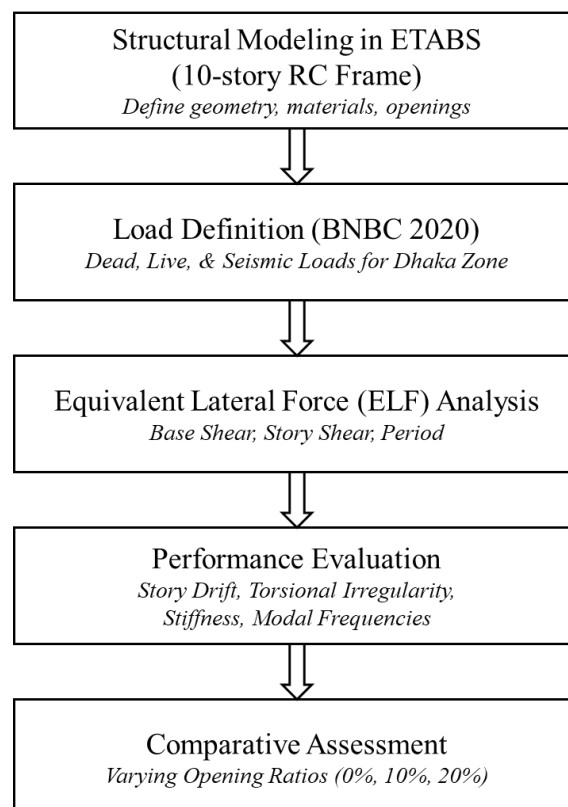 Structural Modeling in ETABS
(10-story RC Frame)
Define geometry, materials, openings
Load Definition (BNBC 2020)
Dead, Live, & Seismic Loads for Dhaka Zone
Equivalent Lateral Force (ELF) Analysis
Base Shear, Story Shear, Period
Performance Evaluation
Story Drift, Torsional Irregularity,
Stiffness, Modal Frequencies
Comparative Assessment
Varying Opening Ratios (0%, 10%, 20%)